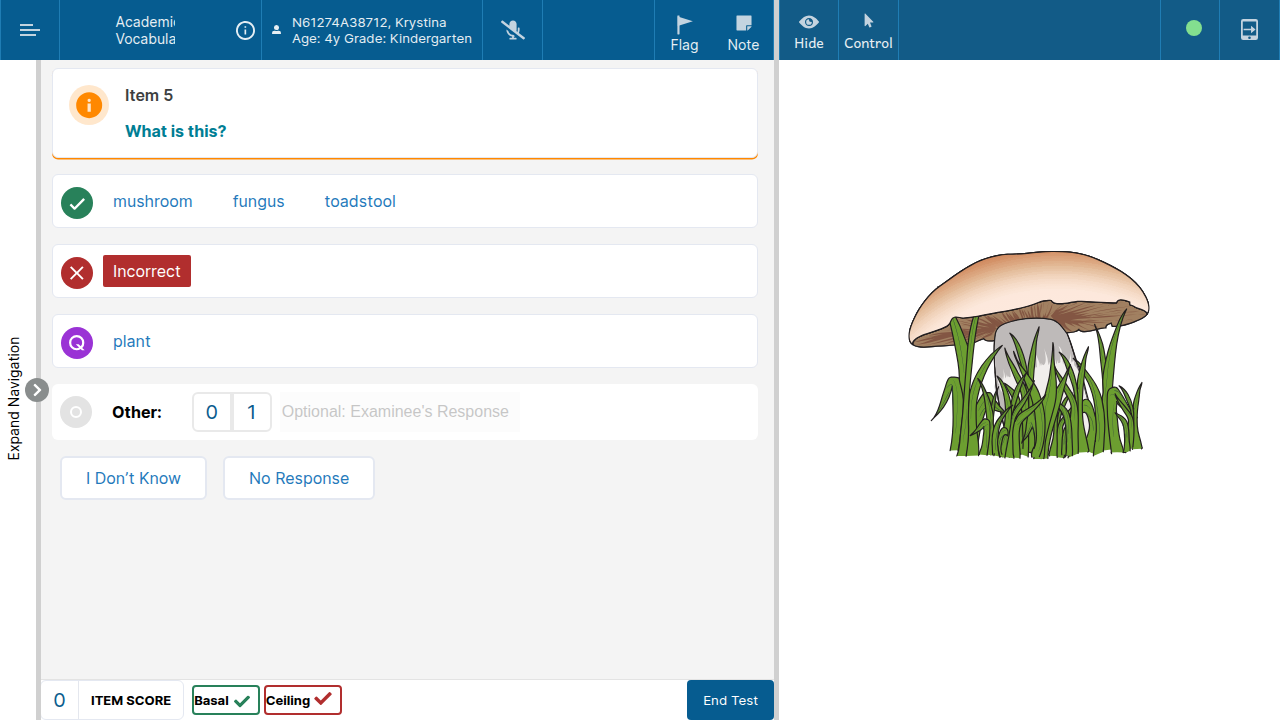 Academic
Vocabula
N61274A38712, Krystina
Age: 4y Grade: Kindergarten
Flag
Note
Hide
Control
Item 5
What is this?
mushroom fungus toadstool
Incorrect
plant
Other: 0 1 Optional: Examinee's Response
I Don't Know No Response
Expand Navigation
0 ITEM SCORE Basal Ceiling End Test